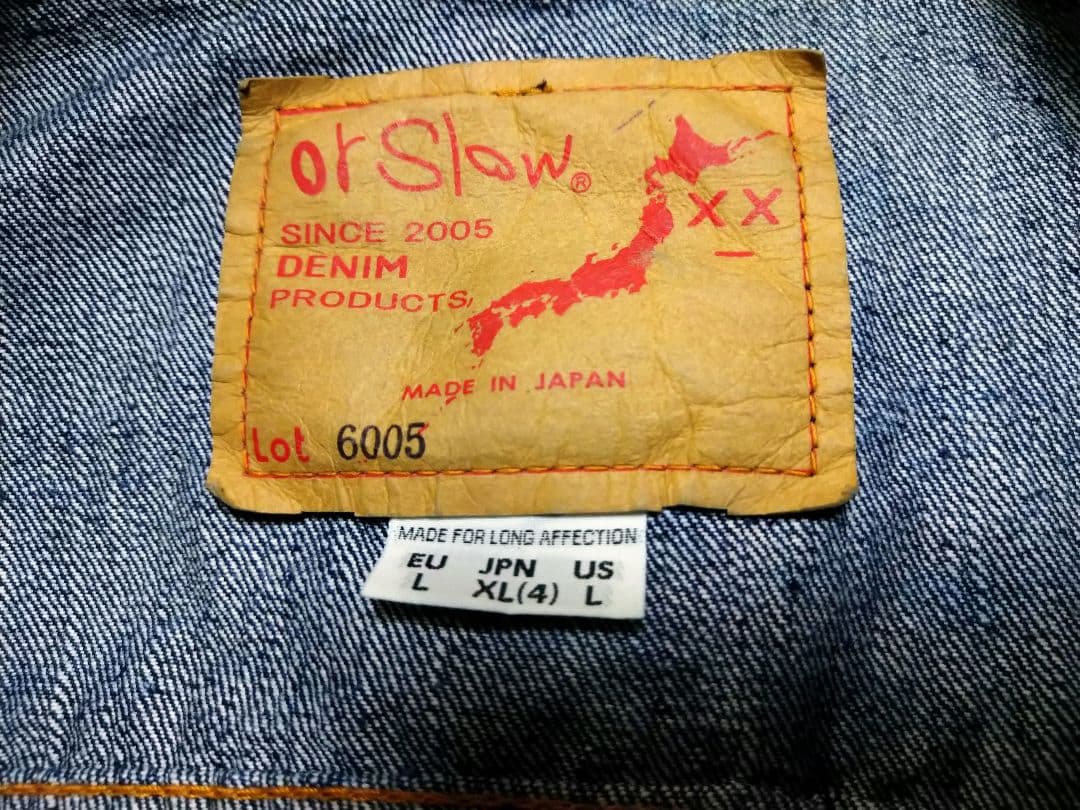 orSlow®
XX
SINCE 2005
DENIM
PRODUCTS,
MADE IN JAPAN
Lot 6005
MADE FOR LONG AFFECTION
EU JPN US
L XL(4) L